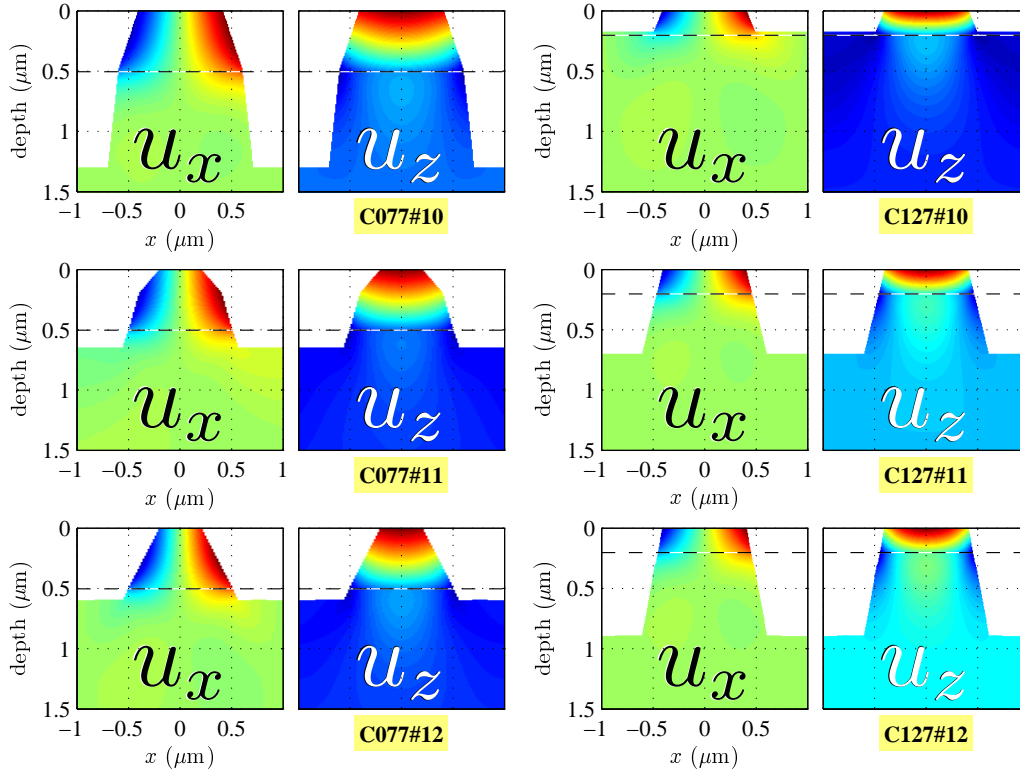 0
0.5
1
1.5
depth (μm)
−1 −0.5 0 0.5 1
x (μm)
u_x
u_z
C077#10
0
0.5
1
1.5
depth (μm)
−1 −0.5 0 0.5 1
x (μm)
u_x
u_z
C127#10
0
0.5
1
1.5
depth (μm)
−1 −0.5 0 0.5 1
x (μm)
u_x
u_z
C077#11
0
0.5
1
1.5
depth (μm)
−1 −0.5 0 0.5 1
x (μm)
u_x
u_z
C127#11
0
0.5
1
1.5
depth (μm)
−1 −0.5 0 0.5 1
x (μm)
u_x
u_z
C077#12
0
0.5
1
1.5
depth (μm)
−1 −0.5 0 0.5 1
x (μm)
u_x
u_z
C127#12